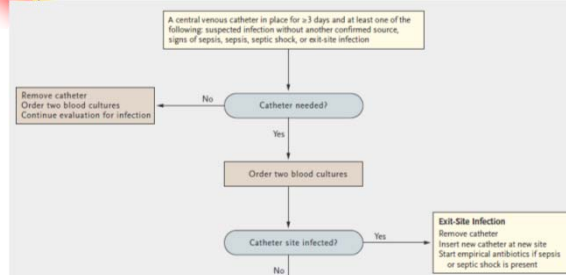 A central venous catheter in place for ≥3 days and at least one of the
following: suspected infection without another confirmed source,
signs of sepsis, sepsis, septic shock, or exit-site infection
Remove catheter
Order two blood cultures
Continue evaluation for infection
No
Catheter needed?
Yes
Order two blood cultures
Catheter site infected?
Yes
Exit-Site Infection
Remove catheter
Insert new catheter at new site
Start empirical antibiotics if sepsis
or septic shock is present
No